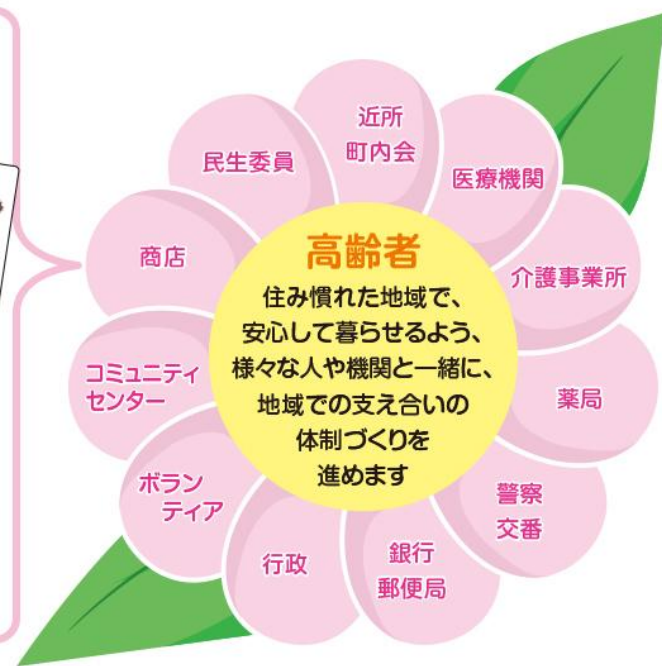 高齢者
住み慣れた地域で、
安心して暮らせるよう、
様々な人や機関と一緒に、
地域での支え合いの
体制づくりを
進めます
近所
町内会
医療機関
介護事業所
薬局
警察
交番
銀行
郵便局
行政
ボラン
ティア
コミュニティ
センター
商店
民生委員